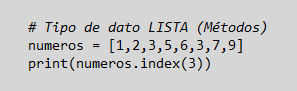 # Tipo de dato LISTA (Métodos)
numeros = [1,2,3,5,6,3,7,9]
print(numeros.index(3))